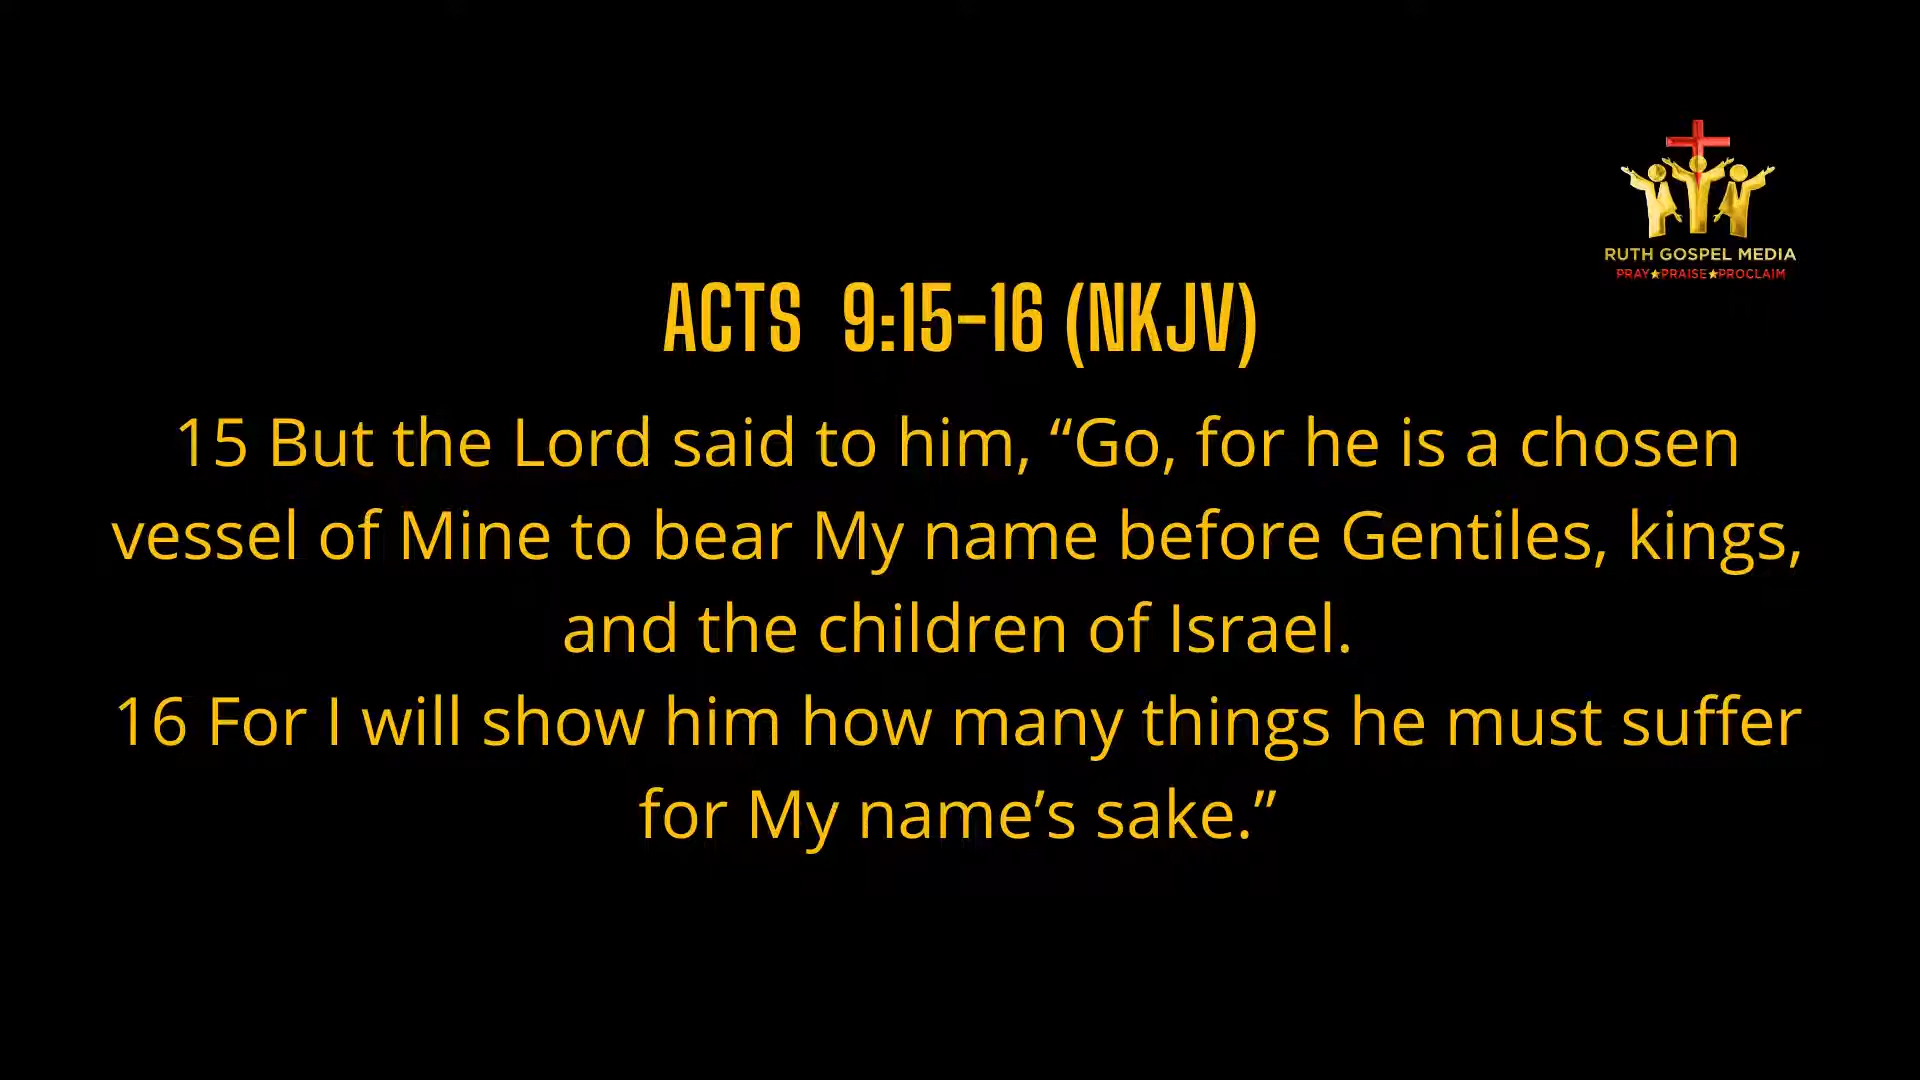 RUTH GOSPEL MEDIA
PRAY★PRAISE★PROCLAIM
ACTS 9:15-16 (NKJV)
15 But the Lord said to him, “Go, for he is a chosen
vessel of Mine to bear My name before Gentiles, kings,
and the children of Israel.
16 For I will show him how many things he must suffer
for My name’s sake.”